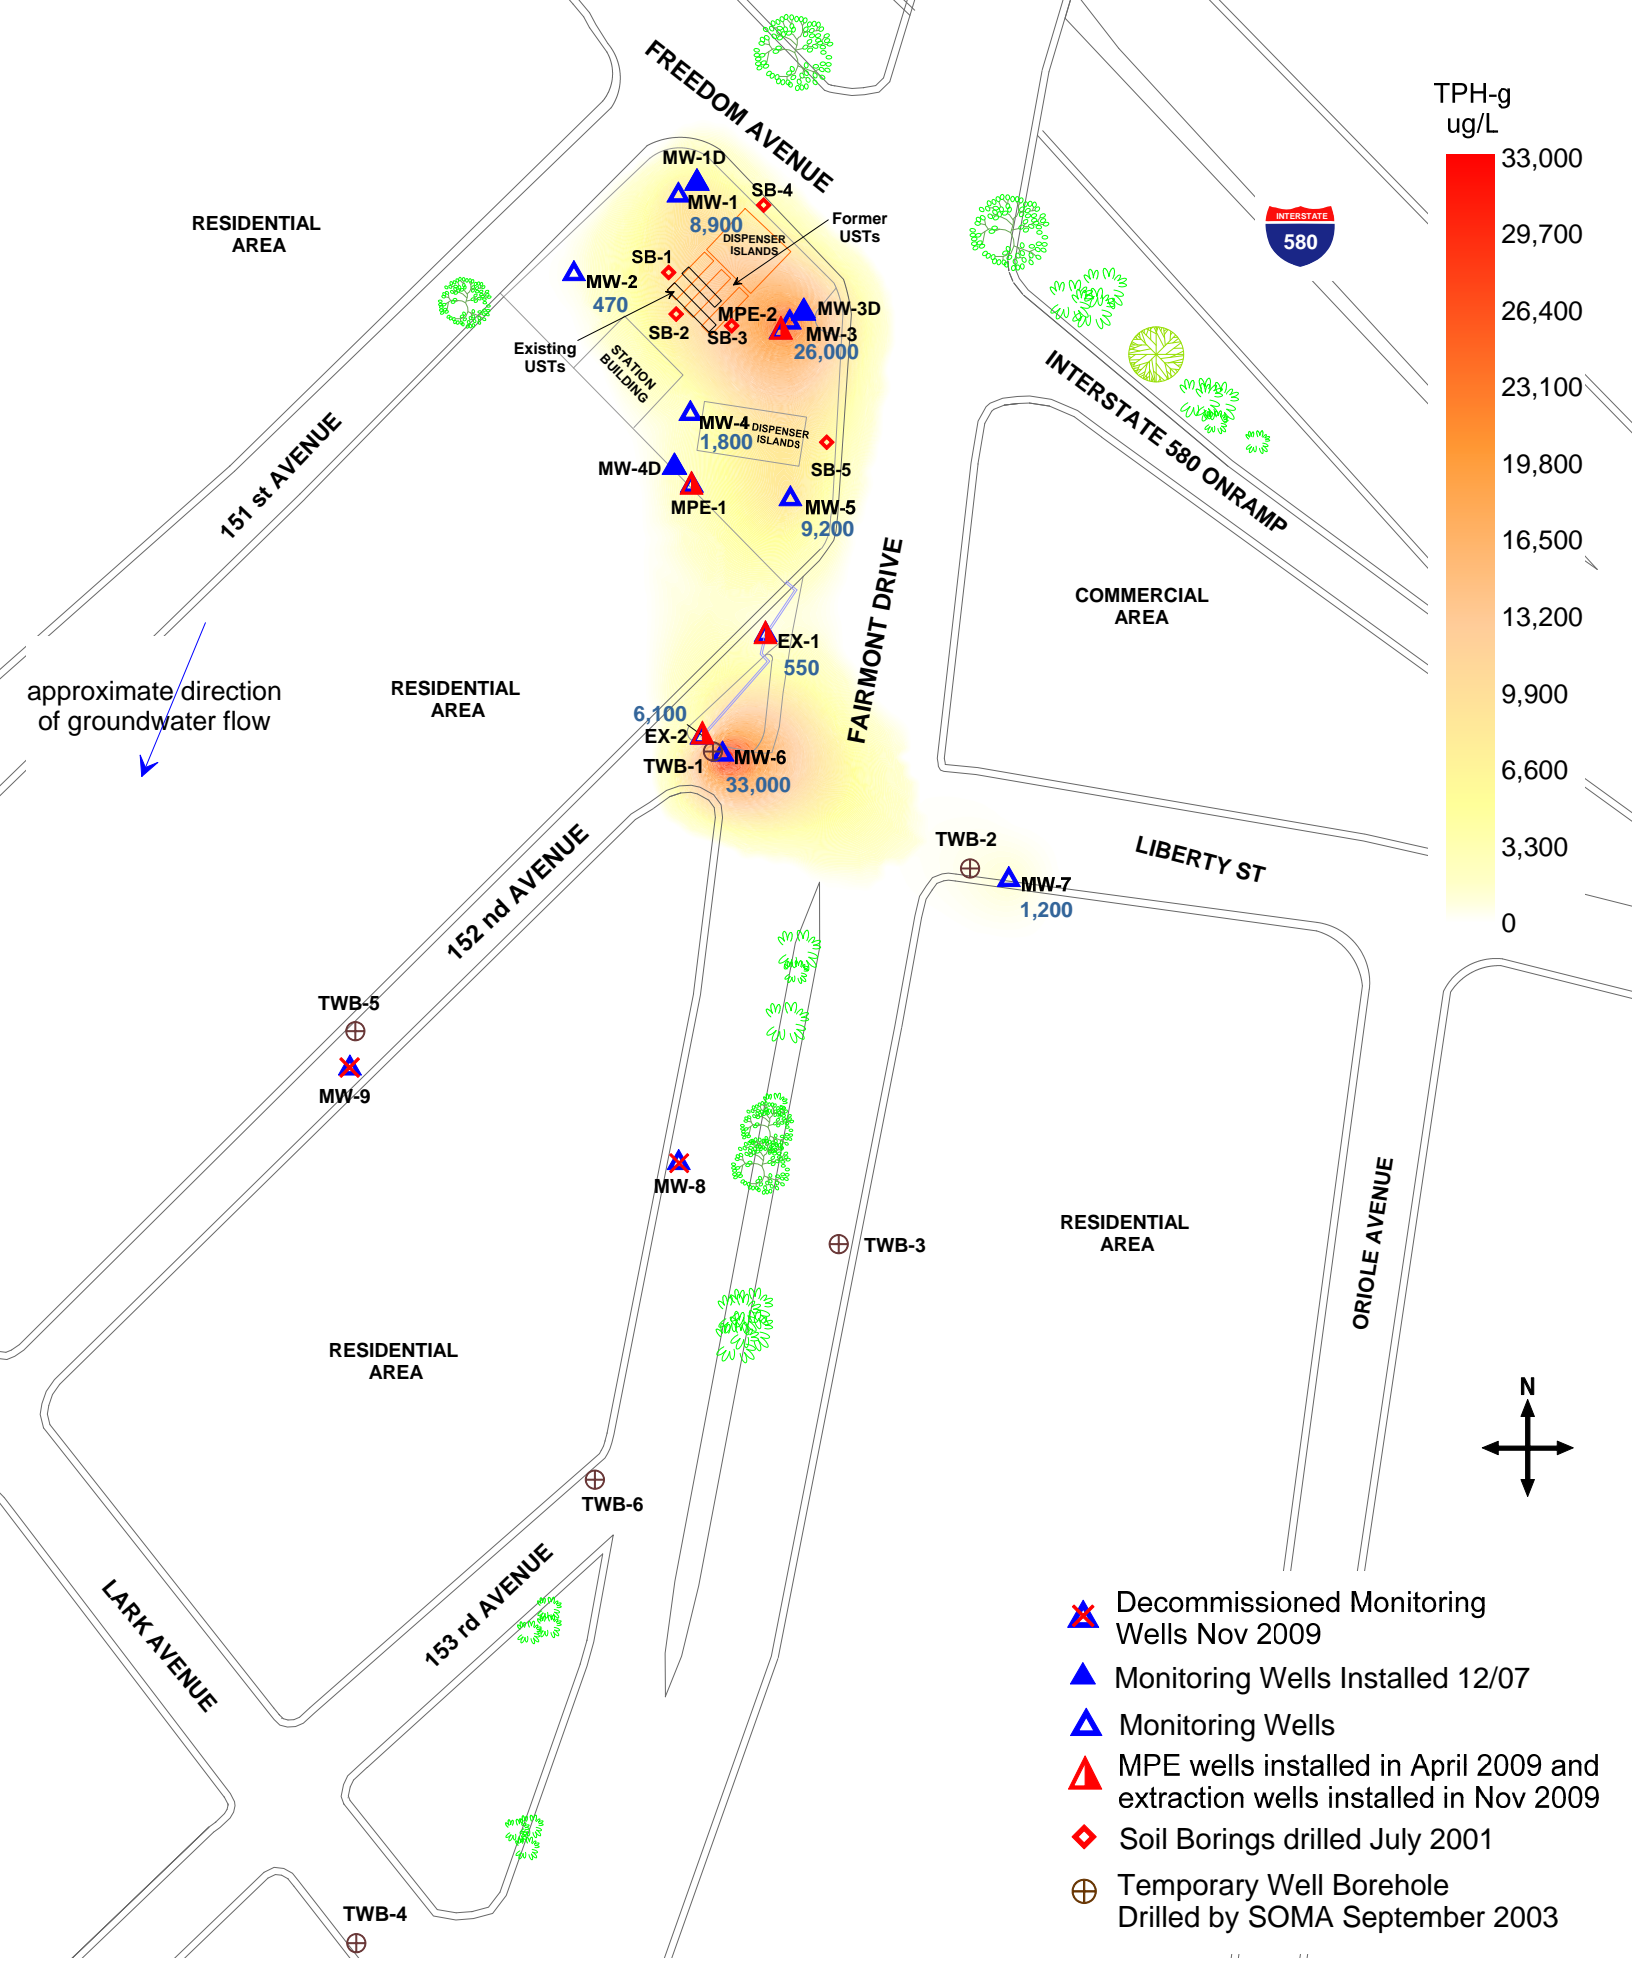 FREEDOM AVENUE
TPH-g
ug/L
33,000
29,700
26,400
23,100
19,800
16,500
13,200
9,900
6,600
3,300
0
MW-1D
MW-1
8,900
SB-4
Former
USTs
DISPENSER
ISLANDS
RESIDENTIAL
AREA
INTERSTATE
580
SB-1
MW-2
470
MW-3D
MPE-2
MW-3
26,000
SB-2
SB-3
Existing
USTs
STATION
BUILDING
INTERSTATE 580 ONRAMP
MW-4
1,800
DISPENSER
ISLANDS
SB-5
MW-4D
MPE-1
MW-5
9,200
151 st AVENUE
FAIRMONT DRIVE
COMMERCIAL
AREA
EX-1
550
RESIDENTIAL
AREA
approximate direction
of groundwater flow
6,100
EX-2
TWB-1
MW-6
33,000
TWB-2
MW-7
1,200
LIBERTY ST
152 nd AVENUE
TWB-5
MW-9
MW-8
TWB-3
RESIDENTIAL
AREA
ORIOLE AVENUE
RESIDENTIAL
AREA
N
TWB-6
153 rd AVENUE
LARK AVENUE
TWB-4
Decommissioned Monitoring
Wells Nov 2009
Monitoring Wells Installed 12/07
Monitoring Wells
MPE wells installed in April 2009 and
extraction wells installed in Nov 2009
Soil Borings drilled July 2001
Temporary Well Borehole
Drilled by SOMA September 2003